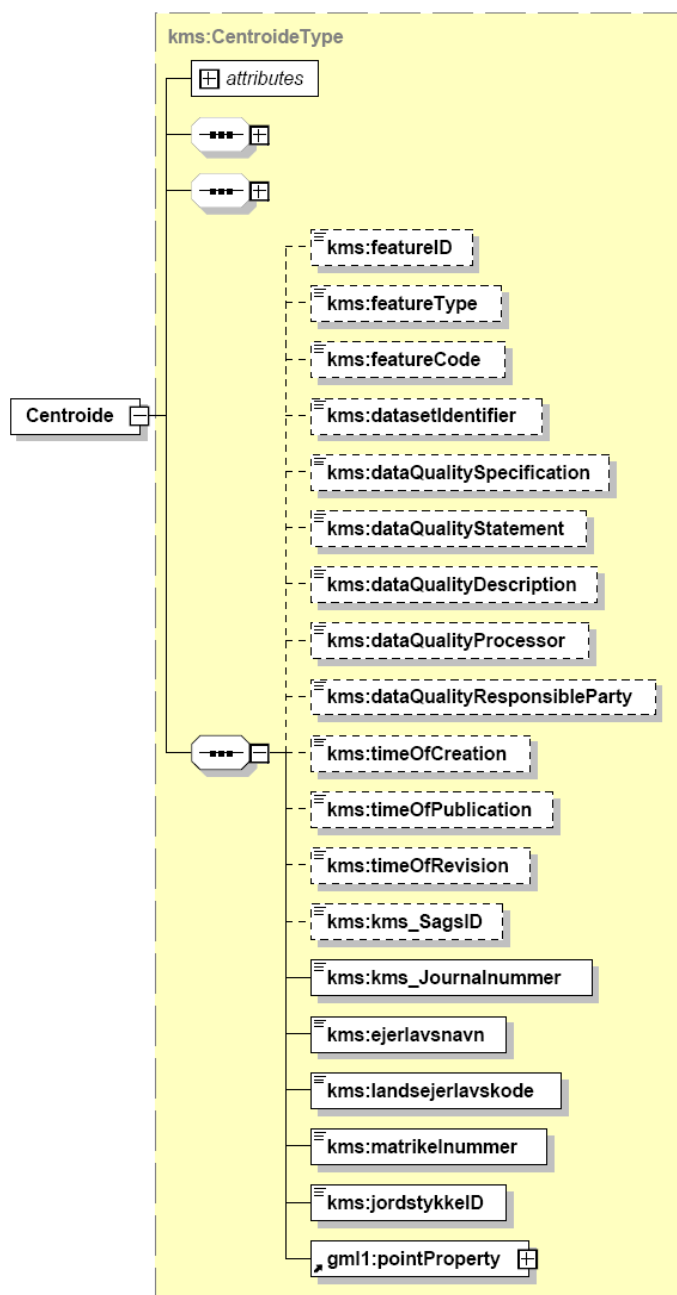 kms:CentroideType
attributes
kms:featureID
kms:featureType
kms:featureCode
Centroide
kms:datasetIdentifier
kms:dataQualitySpecification
kms:dataQualityStatement
kms:dataQualityDescription
kms:dataQualityProcessor
kms:dataQualityResponsibleParty
kms:timeOfCreation
kms:timeOfPublication
kms:timeOfRevision
kms:kms_SagsID
kms:kms_Journalnummer
kms:ejerlavsnavn
kms:landsejerlavskode
kms:matrikelnummer
kms:jordstykkeID
gml1:pointProperty